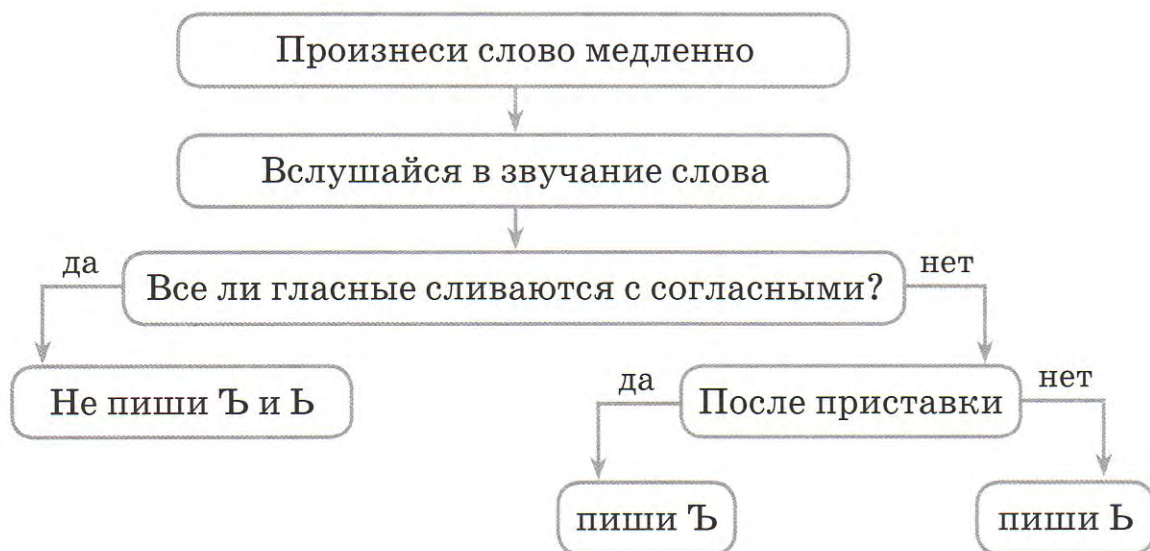 Произнеси слово медленно
Вслушайся в звучание слова
да
Все ли гласные сливаются с согласными?
нет
Не пиши Ъ и Ь
да
После приставки
нет
пиши Ъ
пиши Ь